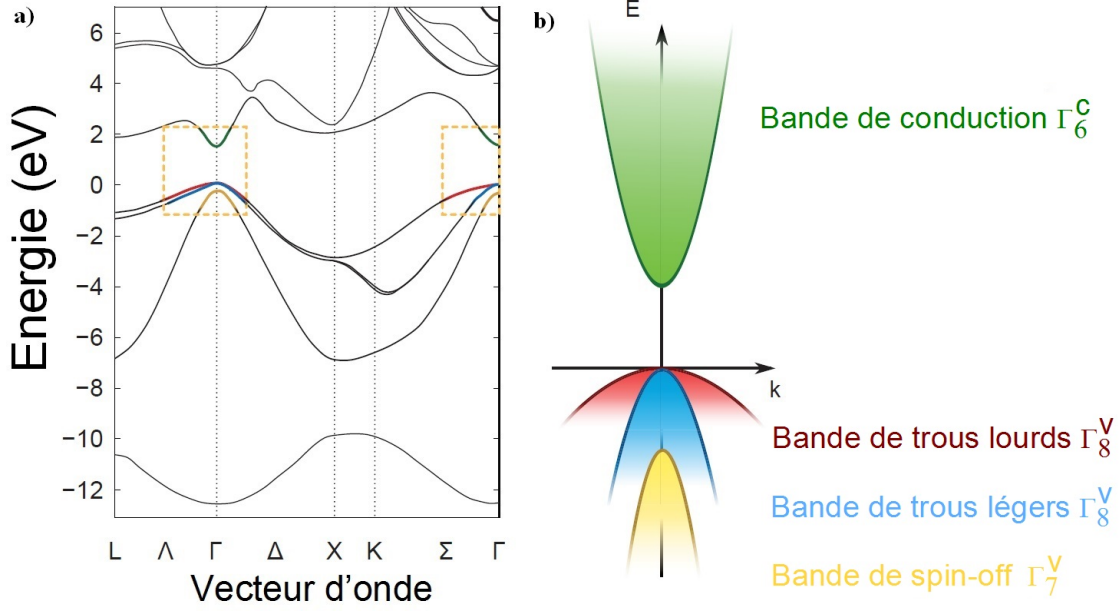 a)
Energie (eV)
6
4
2
0
−2
−4
−6
−8
−10
−12
L Λ Γ Δ X K Σ Γ
Vecteur d'onde
b)
E
k
Bande de conduction Γ₆ᶜ
Bande de trous lourds Γ₈ⱽ
Bande de trous légers Γ₈ⱽ
Bande de spin-off Γ₇ⱽ